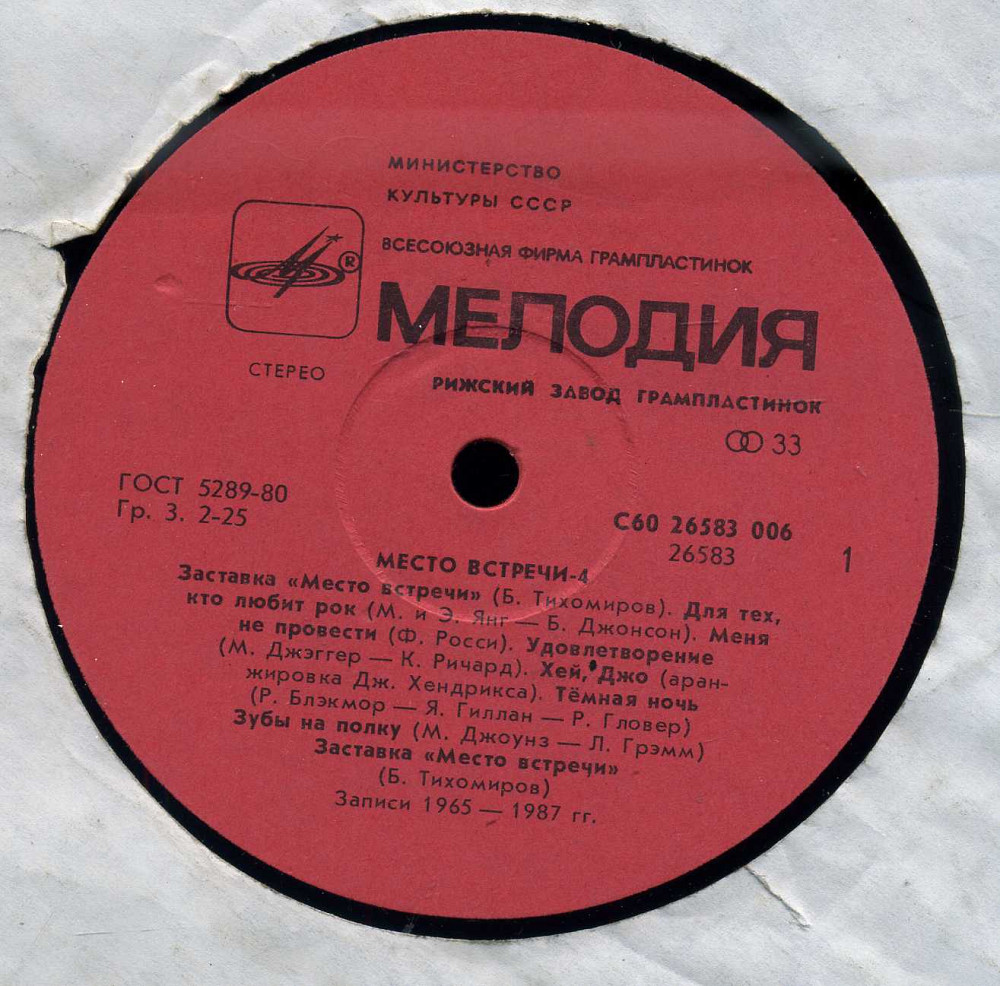 МИНИСТЕРСТВО
КУЛЬТУРЫ СССР
ВСЕСОЮЗНАЯ ФИРМА ГРАМПЛАСТИНОК
®
МЕЛОДИЯ
СТЕРЕО
РИЖСКИЙ ЗАВОД ГРАМПЛАСТИНОК
33
ГОСТ 5289-80
Гр. 3. 2-25
С60 26583 006
26583
1
МЕСТО ВСТРЕЧИ-4
Заставка «Место встречи» (Б. Тихомиров). Для тех,
кто любит рок (М. и Э. Янг — Б. Джонсон). Меня
не провести (Ф. Росси). Удовлетворение
(М. Джэггер — К. Ричард). Хей, Джо (аран-
жировка Дж. Хендрикса). Тёмная ночь
(Р. Блэкмор — Я. Гиллан — Р. Гловер)
Зубы на полку (М. Джоунз — Л. Грэмм)
Заставка «Место встречи»
(Б. Тихомиров)
Записи 1965 — 1987 гг.